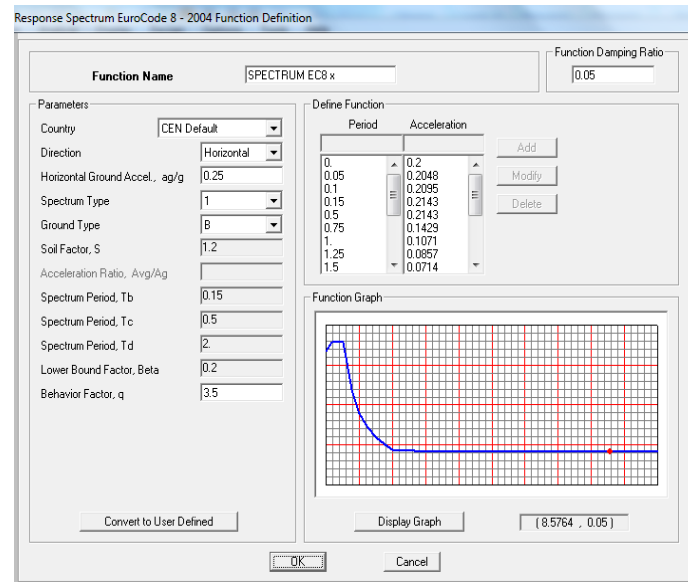 Response Spectrum EuroCode 8 - 2004 Function Definition
Function Name SPECTRUM EC8 x
Function Damping Ratio
0.05
Parameters
Country CEN Default
Direction Horizontal
Horizontal Ground Accel., ag/g 0.25
Spectrum Type 1
Ground Type B
Soil Factor, S 1.2
Acceleration Ratio, Avg/Ag
Spectrum Period, Tb 0.15
Spectrum Period, Tc 0.5
Spectrum Period, Td 2.
Lower Bound Factor, Beta 0.2
Behavior Factor, q 3.5
Convert to User Defined
Define Function
Period Acceleration
0. 0.2
0.05 0.2048
0.1 0.2095
0.15 0.2143
0.5 0.2143
0.75 0.1429
1. 0.1071
1.25 0.0857
1.5 0.0714
Add
Modify
Delete
Function Graph
Display Graph (8.5764 , 0.05)
OK Cancel